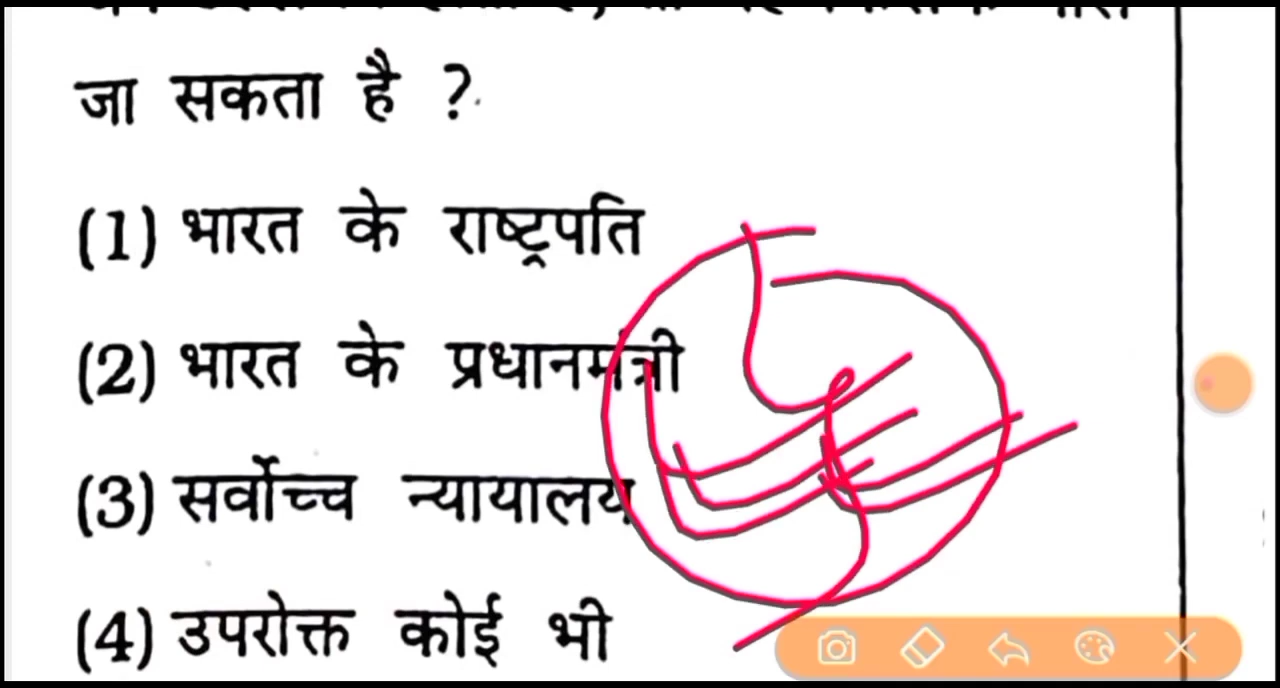 जा सकता है ?
(1) भारत के राष्ट्रपति
(2) भारत के प्रधानमंत्री
(3) सर्वोच्च न्यायालय
(4) उपरोक्त कोई भी